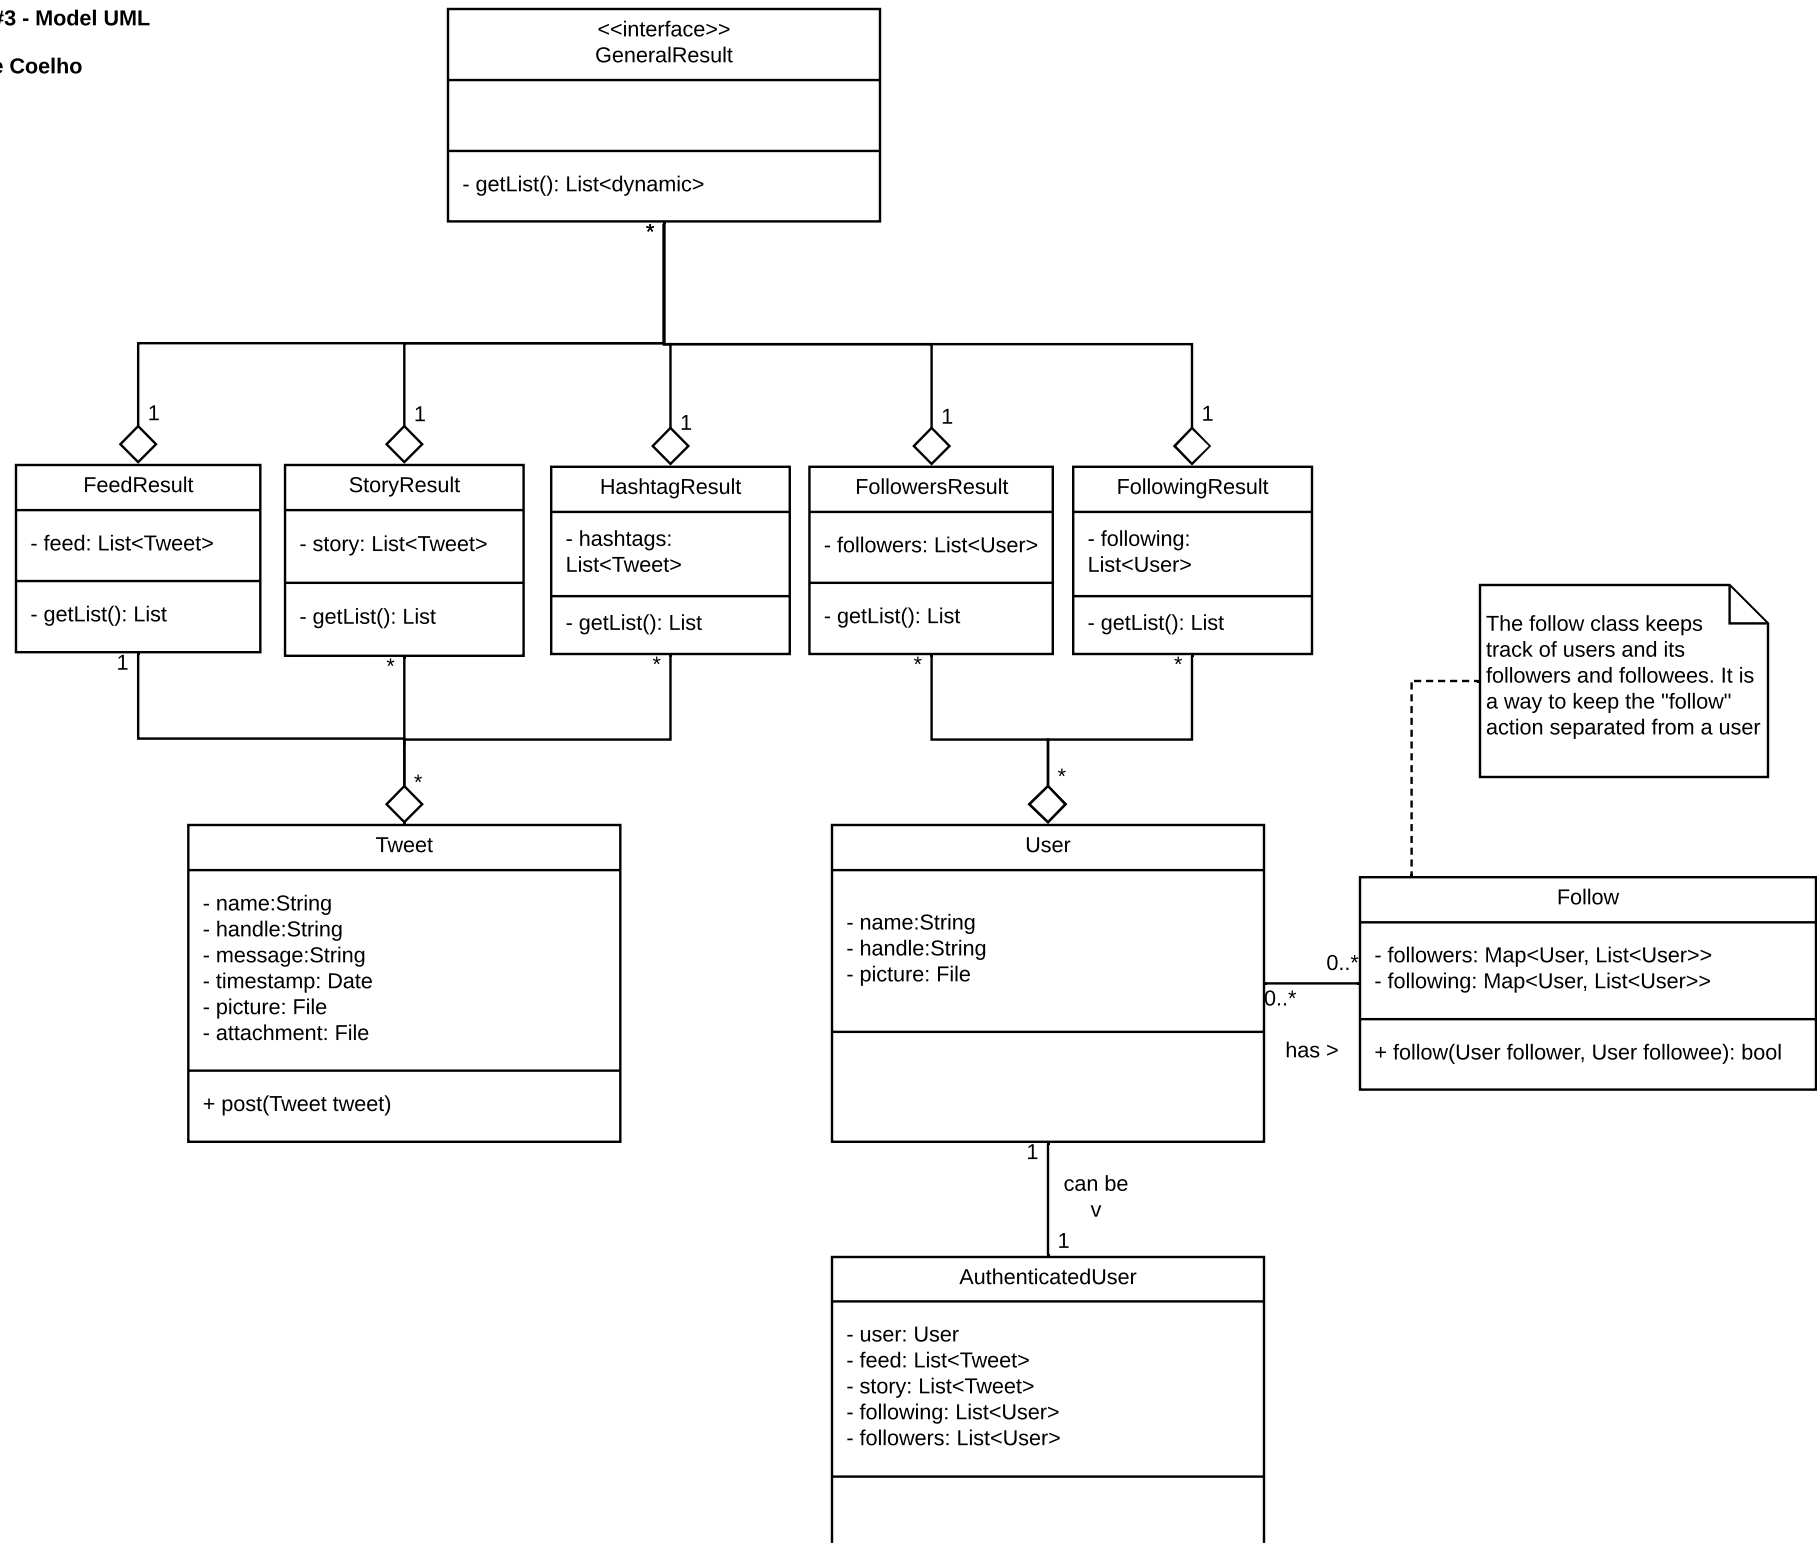 #3 - Model UML
e Coelho
<<interface>>
GeneralResult
- getList(): List<dynamic>
*
1
1
1
1
1
FeedResult
- feed: List<Tweet>
- getList(): List
1
StoryResult
- story: List<Tweet>
- getList(): List
*
HashtagResult
- hashtags:
List<Tweet>
- getList(): List
*
FollowersResult
- followers: List<User>
- getList(): List
*
FollowingResult
- following:
List<User>
- getList(): List
*
The follow class keeps
track of users and its
followers and followees. It is
a way to keep the "follow"
action separated from a user
*
Tweet
- name:String
- handle:String
- message:String
- timestamp: Date
- picture: File
- attachment: File
+ post(Tweet tweet)
*
User
- name:String
- handle:String
- picture: File
0..*
0..*
has >
Follow
- followers: Map<User, List<User>>
- following: Map<User, List<User>>
+ follow(User follower, User followee): bool
1
can be
v
1
AuthenticatedUser
- user: User
- feed: List<Tweet>
- story: List<Tweet>
- following: List<User>
- followers: List<User>